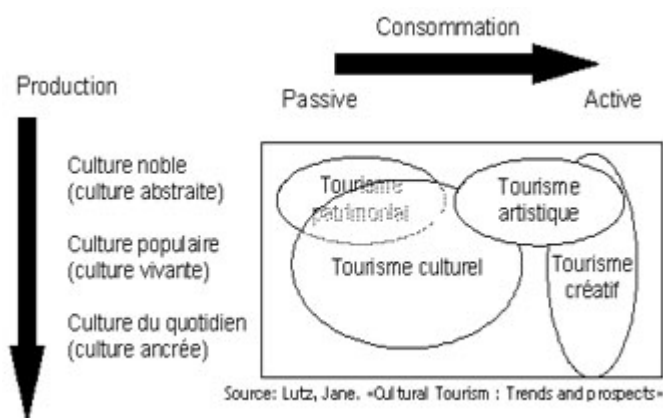 Consommation
Production
Passive
Active
Culture noble
(culture abstraite)
Tourisme
patrimonial
Tourisme
artistique
Culture populaire
(culture vivante)
Tourisme culturel
Tourisme
créatif
Culture du quotidien
(culture ancrée)
Source: Lutz, Jane. «Cultural Tourism : Trends and prospects»